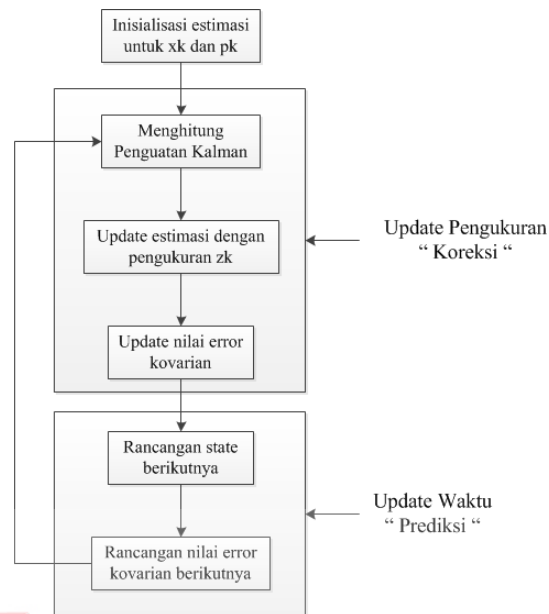 Inisialisasi estimasi
untuk xk dan pk
Menghitung
Penguatan Kalman
Update estimasi dengan
pengukuran zk
Update nilai error
kovarian
Update Pengukuran
“ Koreksi “
Rancangan state
berikutnya
Rancangan nilai error
kovarian berikutnya
Update Waktu
“ Prediksi “